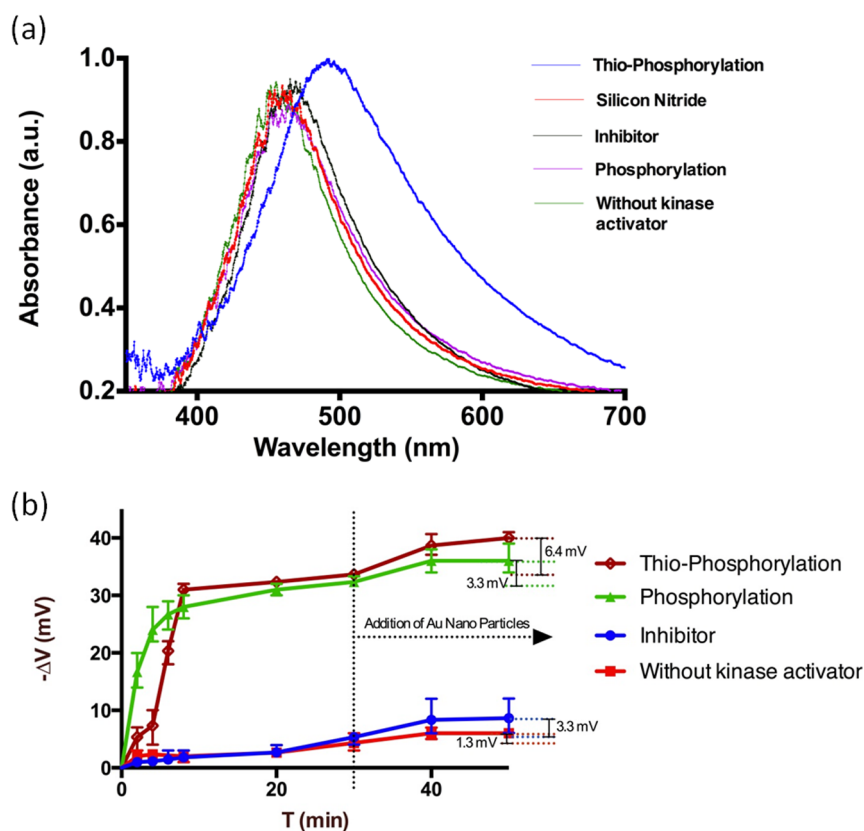 (a)
Absorbance (a.u.)
1.0
0.8
0.6
0.4
0.2
400
500
600
700
Wavelength (nm)
Thio-Phosphorylation
Silicon Nitride
Inhibitor
Phosphorylation
Without kinase
activator
(b)
-ΔV (mV)
40
30
20
10
0
0
20
40
T (min)
6.4 mV
3.3 mV
Addition of Au Nano Particles
3.3 mV
1.3 mV
Thio-Phosphorylation
Phosphorylation
Inhibitor
Without kinase activator